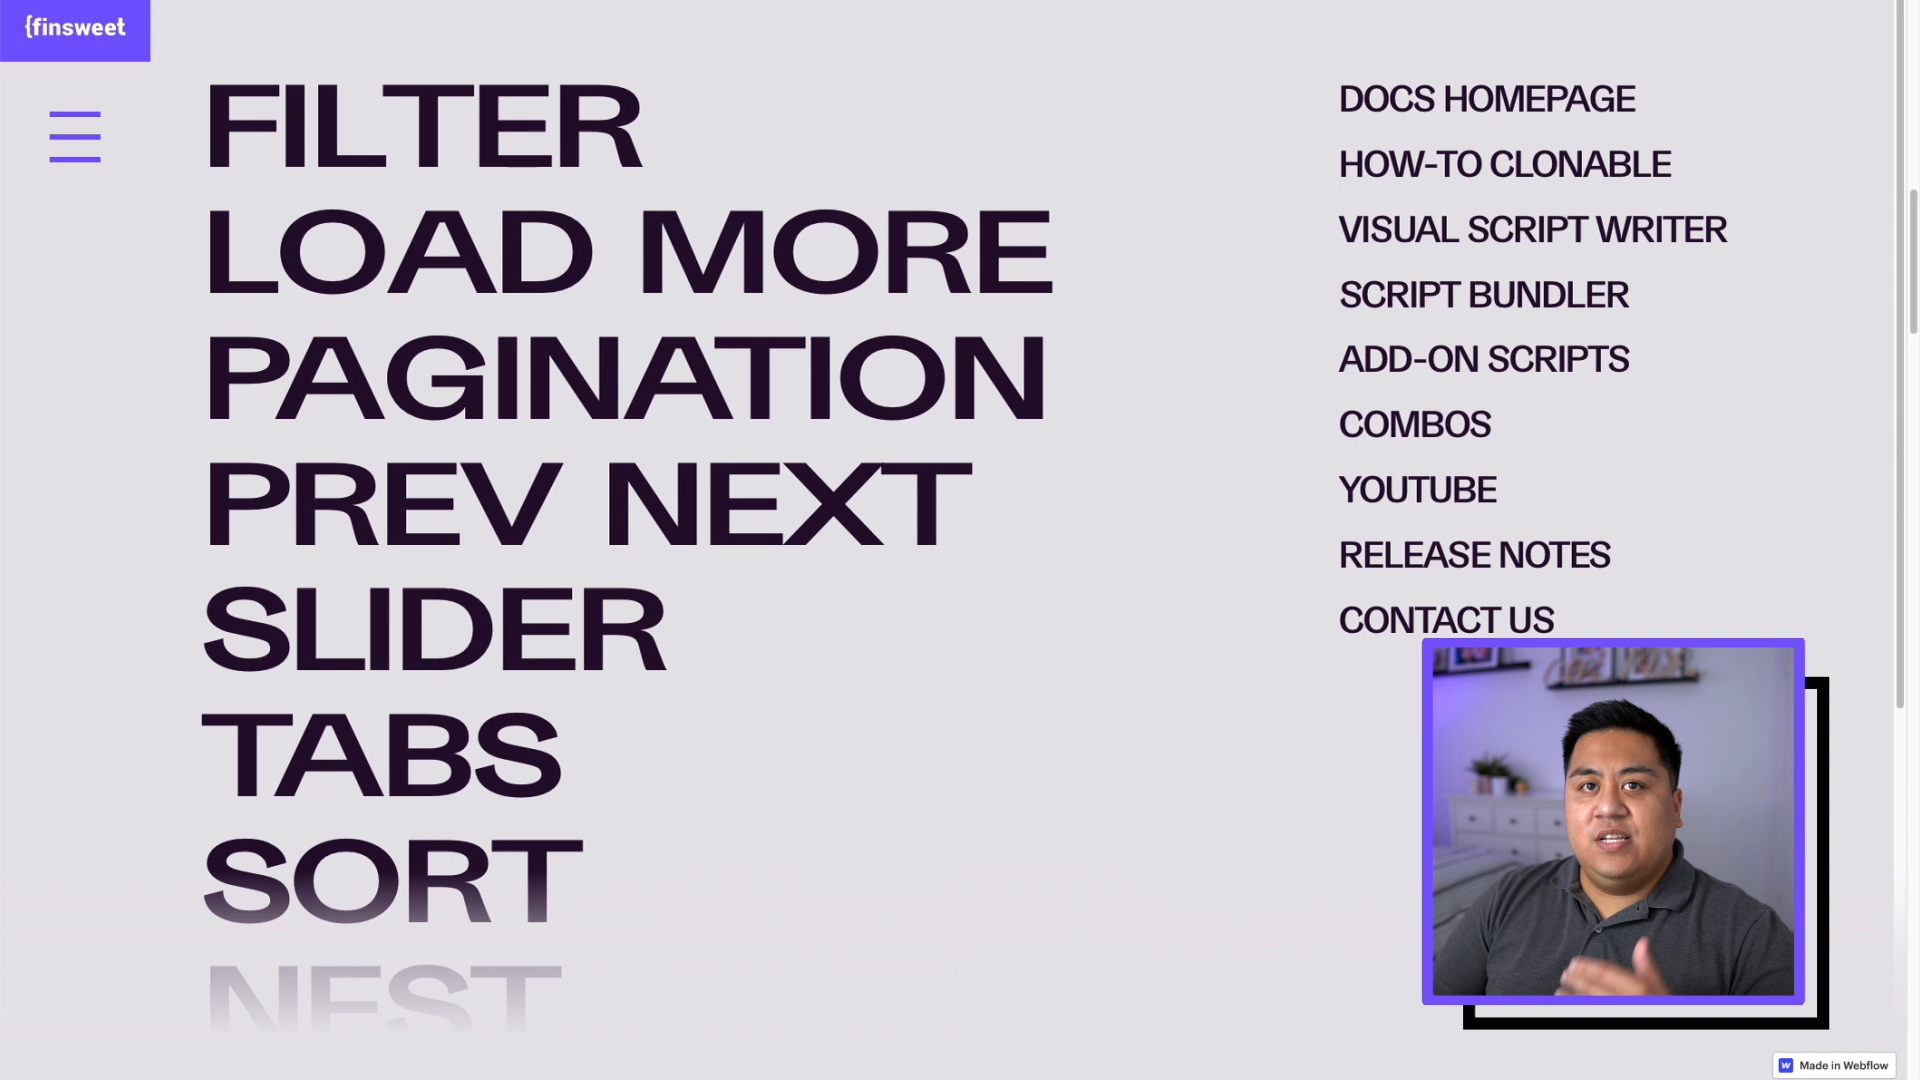 {finsweet
FILTER
LOAD MORE
PAGINATION
PREV NEXT
SLIDER
TABS
SORT
NEST
DOCS HOMEPAGE
HOW-TO CLONABLE
VISUAL SCRIPT WRITER
SCRIPT BUNDLER
ADD-ON SCRIPTS
COMBOS
YOUTUBE
RELEASE NOTES
CONTACT US
Made in Webflow